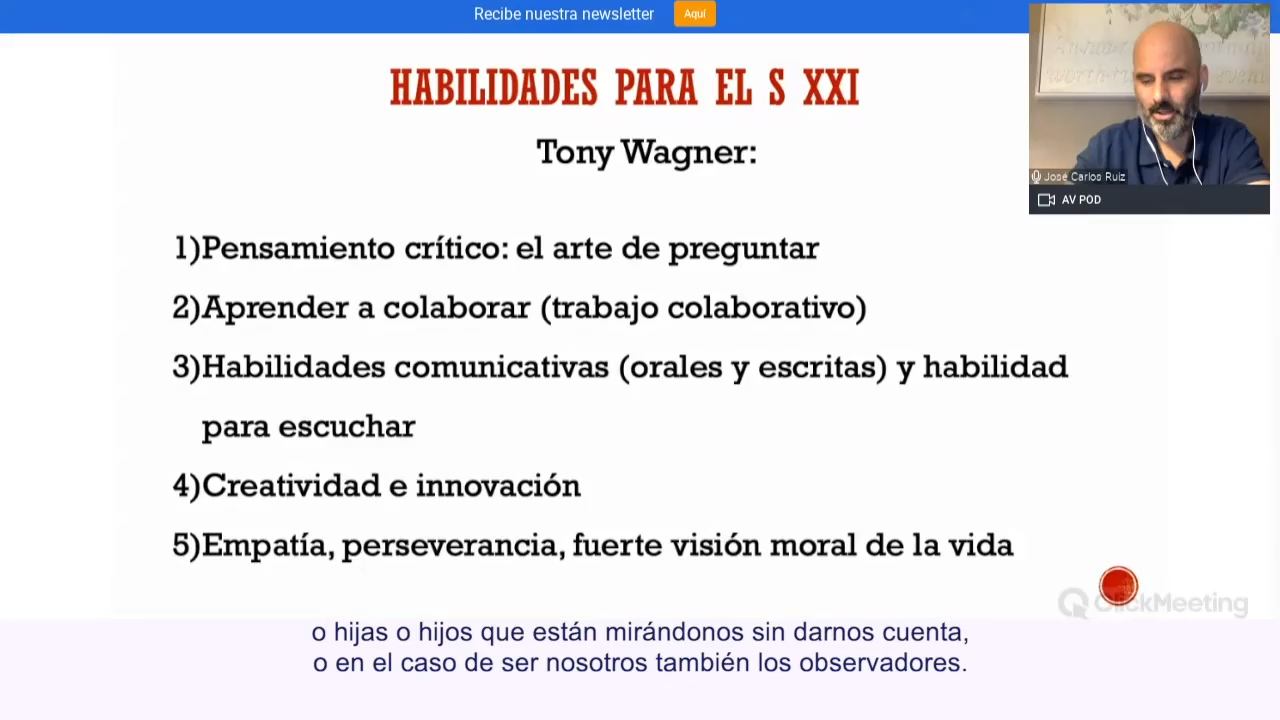 Recibe nuestra newsletter Aquí
HABILIDADES PARA EL S XXI
Tony Wagner:
1)Pensamiento crítico: el arte de preguntar
2)Aprender a colaborar (trabajo colaborativo)
3)Habilidades comunicativas (orales y escritas) y habilidad
para escuchar
4)Creatividad e innovación
5)Empatía, perseverancia, fuerte visión moral de la vida
José Carlos Ruiz
AV POD
ClickMeeting
o hijas o hijos que están mirándonos sin darnos cuenta,
o en el caso de ser nosotros también los observadores.